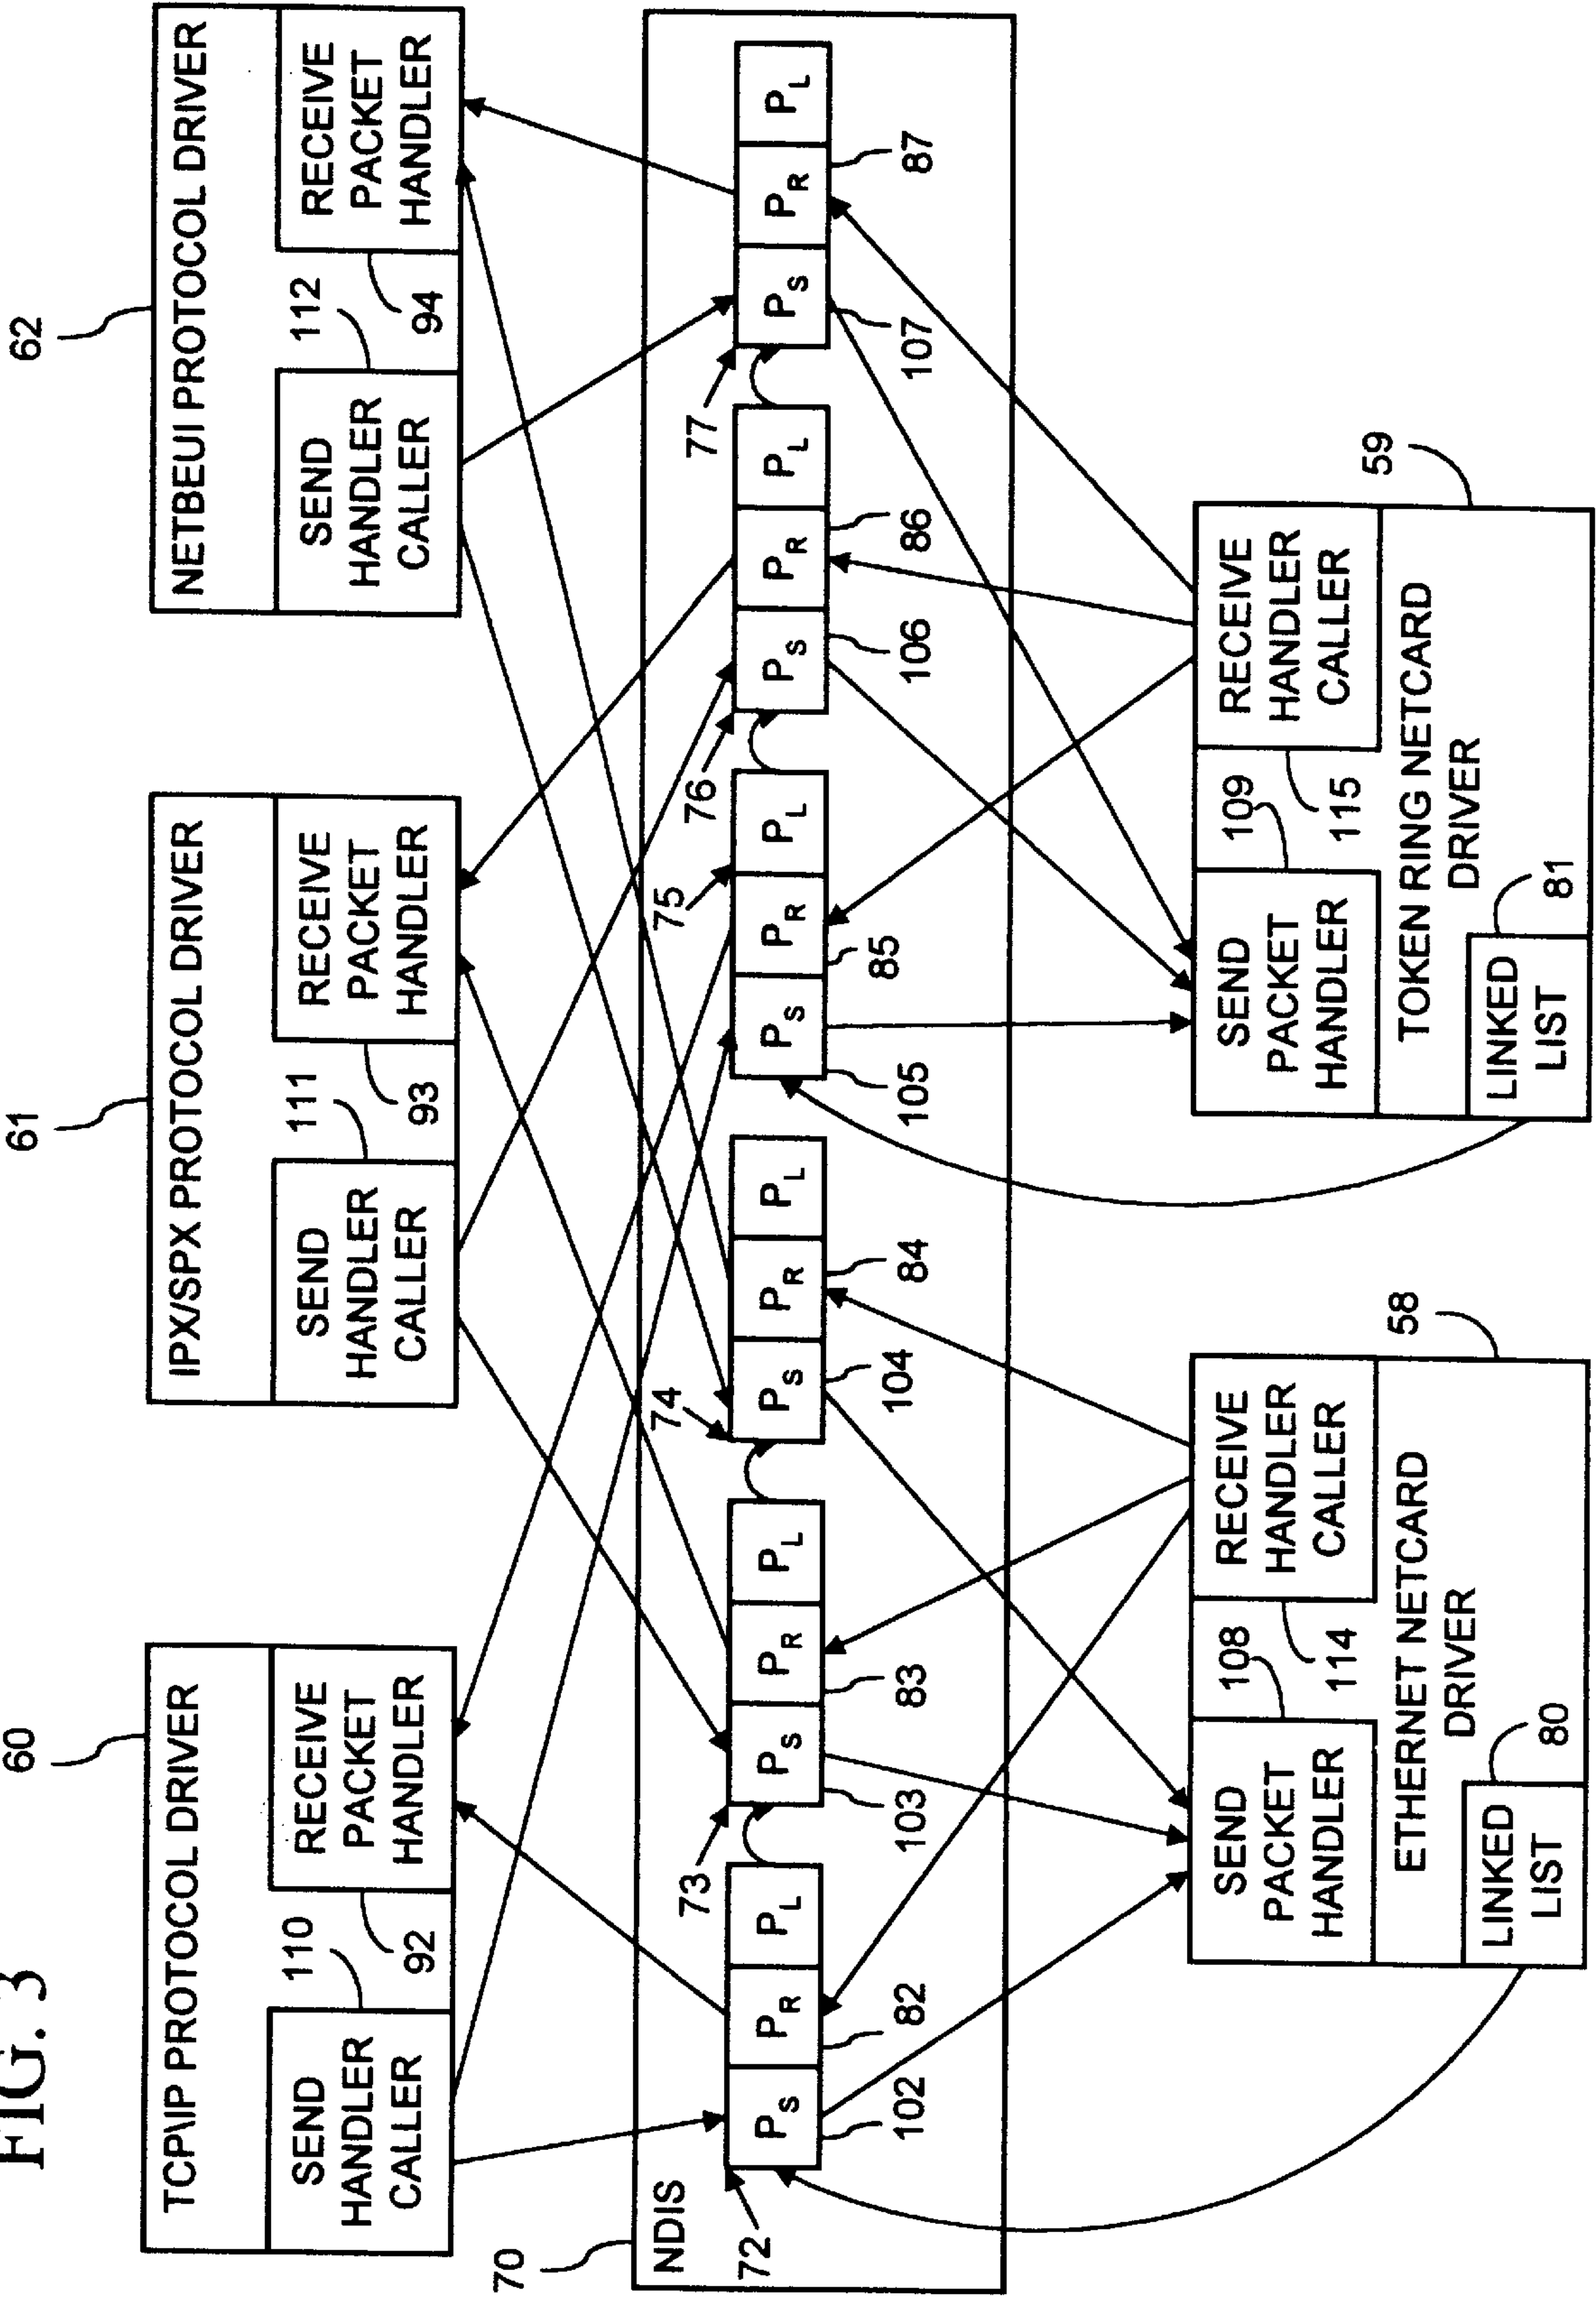 FIG. 3
60
61
62
TCP\IP PROTOCOL DRIVER
SEND
HANDLER
CALLER
110
92
RECEIVE
PACKET
HANDLER
IPX/SPX PROTOCOL DRIVER
SEND
HANDLER
CALLER
111
93
RECEIVE
PACKET
HANDLER
NETBEUI PROTOCOL DRIVER
SEND
HANDLER
CALLER
112
94
RECEIVE
PACKET
HANDLER
70
NDIS
72
73
74
75
76
77
PS PR PL
PS PR PL
PS PR PL
PS PR PL
PS PR PL
PS PR PL
102
82
103
83
104
84
105
85
106
86
107
87
SEND
PACKET
HANDLER
108
114
RECEIVE
HANDLER
CALLER
58
ETHERNET NETCARD
DRIVER
LINKED
LIST
80
SEND
PACKET
HANDLER
109
115
RECEIVE
HANDLER
CALLER
59
TOKEN RING NETCARD
DRIVER
LINKED
LIST
81